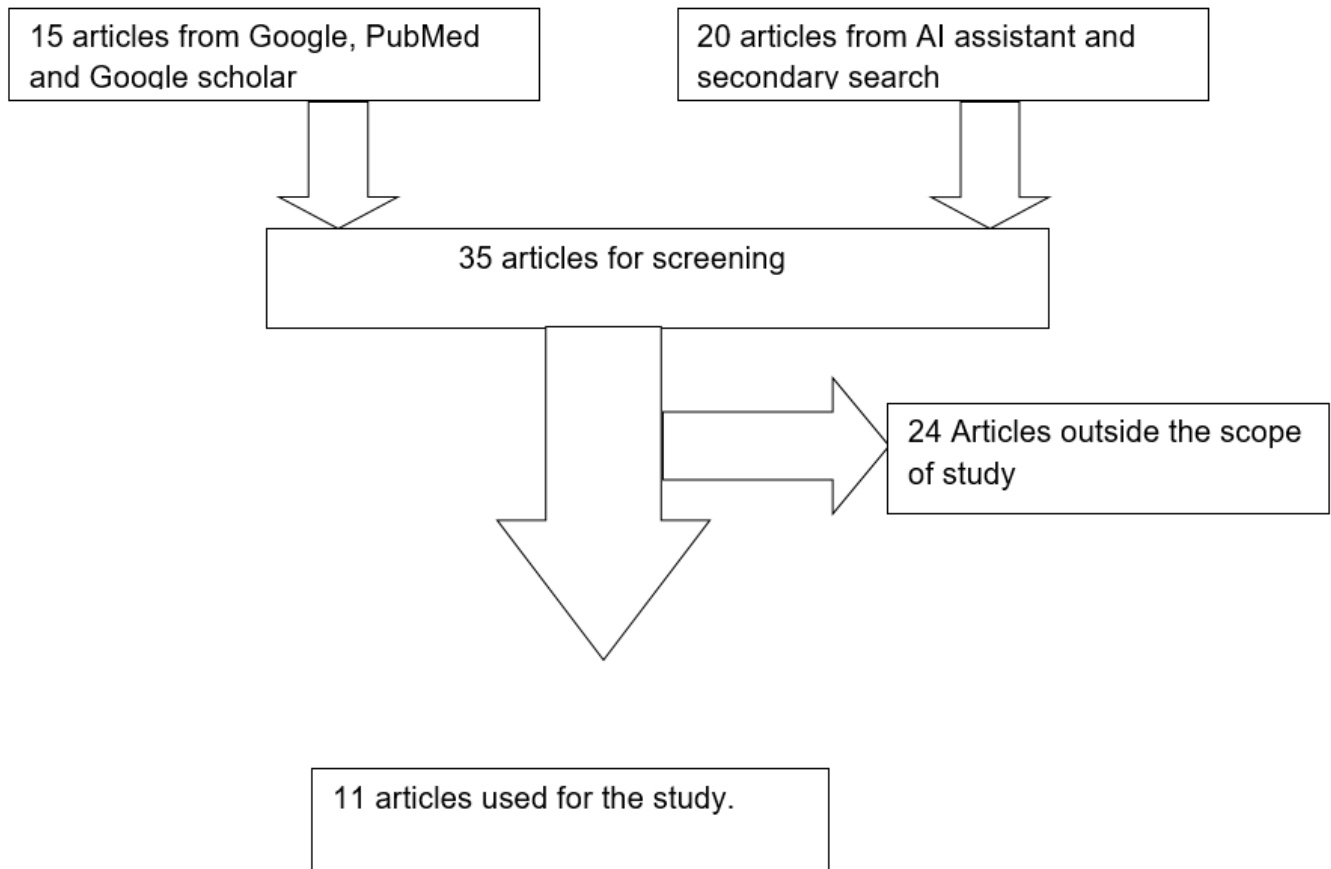 15 articles from Google, PubMed
and Google scholar
20 articles from AI assistant and
secondary search
35 articles for screening
24 Articles outside the scope
of study
11 articles used for the study.